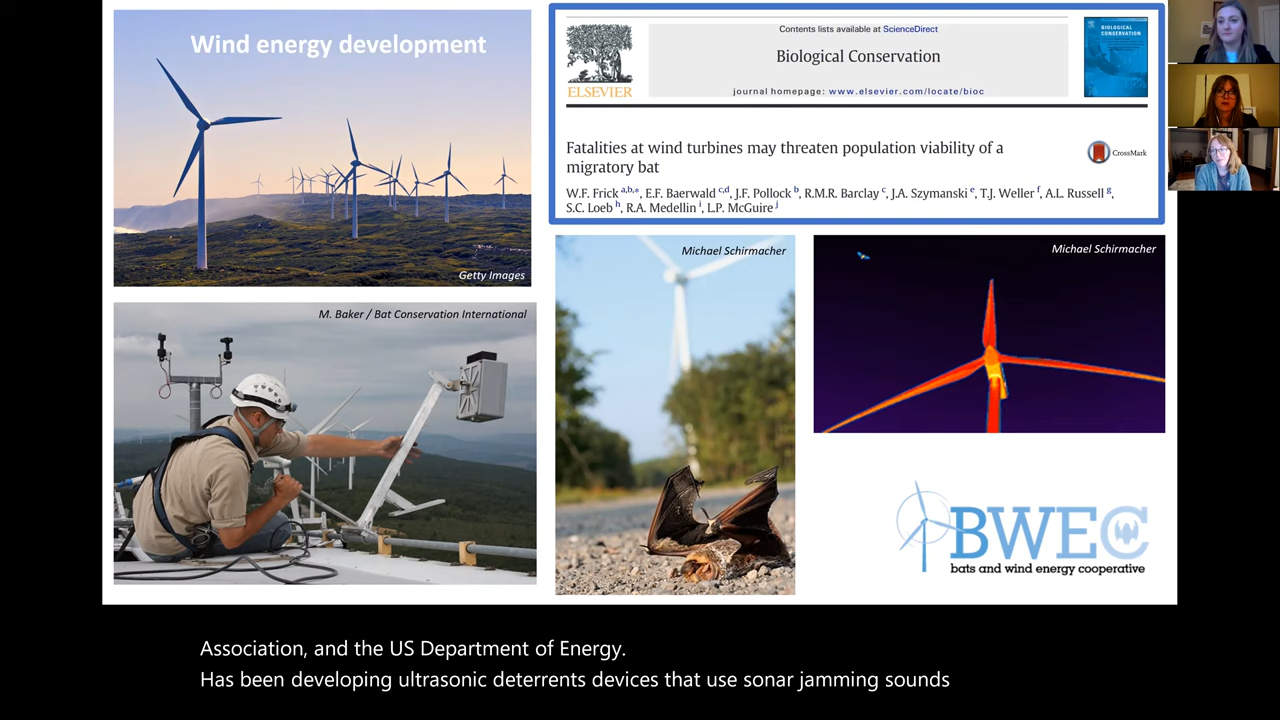 Wind energy development
Getty Images
M. Baker / Bat Conservation International
Contents lists available at ScienceDirect
Biological Conservation
journal homepage: www.elsevier.com/locate/bioc
ELSEVIER
BIOLOGICAL
CONSERVATION
Fatalities at wind turbines may threaten population viability of a
migratory bat
CrossMark
W.F. Frick a,b,*, E.F. Baerwald c,d, J.F. Pollock b, R.M.R. Barclay c, J.A. Szymanski e, T.J. Weller f, A.L. Russell g,
S.C. Loeb h, R.A. Medellin i, L.P. McGuire j
Michael Schirmacher
Michael Schirmacher
BWEC
bats and wind energy cooperative
Association, and the US Department of Energy.
Has been developing ultrasonic deterrents devices that use sonar jamming sounds